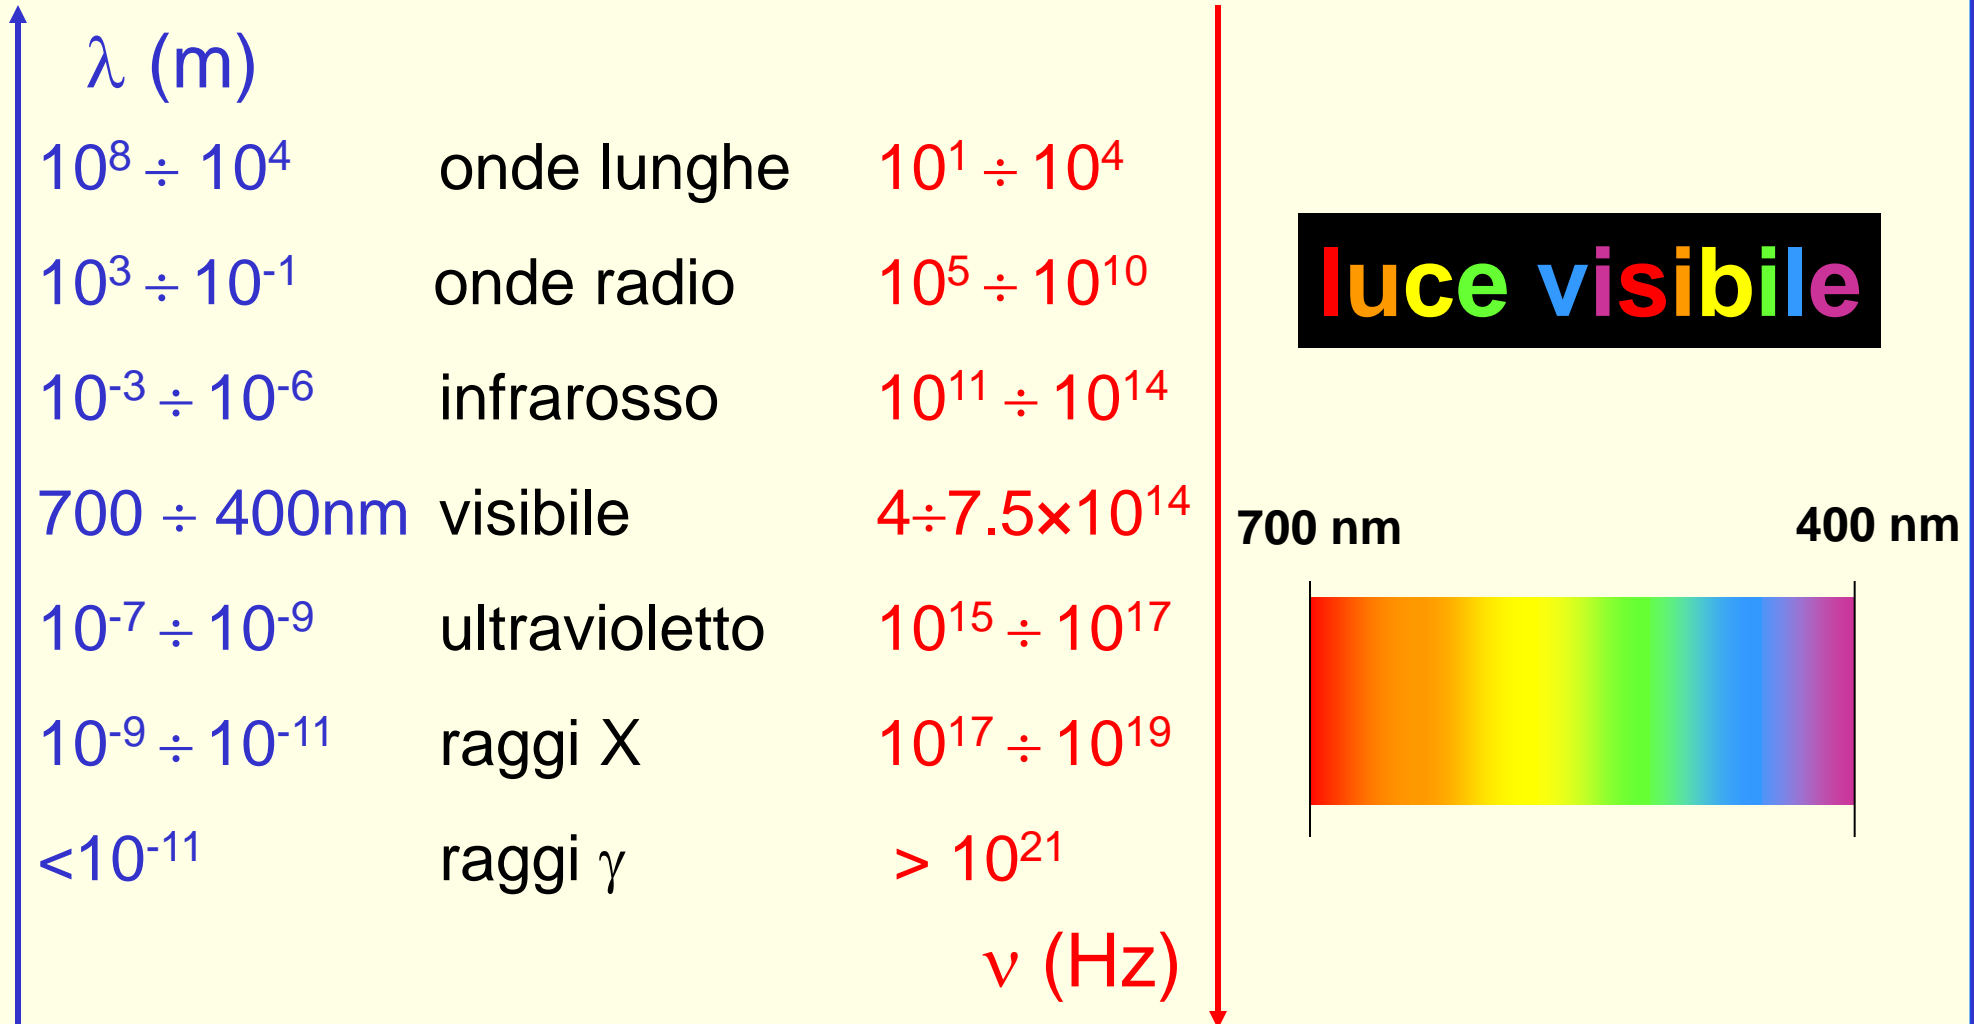 λ (m)
10⁸ ÷ 10⁴ onde lunghe 10¹ ÷ 10⁴
10³ ÷ 10⁻¹ onde radio 10⁵ ÷ 10¹⁰
10⁻³ ÷ 10⁻⁶ infrarosso 10¹¹ ÷ 10¹⁴
700 ÷ 400nm visibile 4÷7.5×10¹⁴
10⁻⁷ ÷ 10⁻⁹ ultravioletto 10¹⁵ ÷ 10¹⁷
10⁻⁹ ÷ 10⁻¹¹ raggi X 10¹⁷ ÷ 10¹⁹
<10⁻¹¹ raggi γ > 10²¹
ν (Hz)
luce visibile
700 nm 400 nm